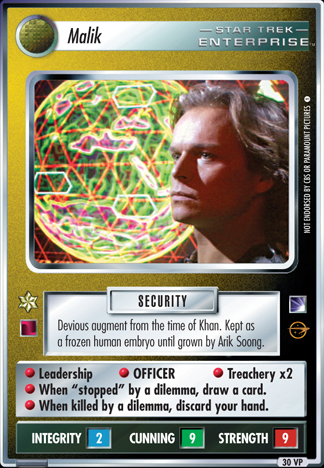 Malik
STAR TREK
ENTERPRISE™
NOT ENDORSED BY CBS OR PARAMOUNT PICTURES
SECURITY
Devious augment from the time of Khan. Kept as
a frozen human embryo until grown by Arik Soong.
Leadership OFFICER Treachery x2
When "stopped" by a dilemma, draw a card.
When killed by a dilemma, discard your hand.
INTEGRITY 2 CUNNING 9 STRENGTH 9
30 VP